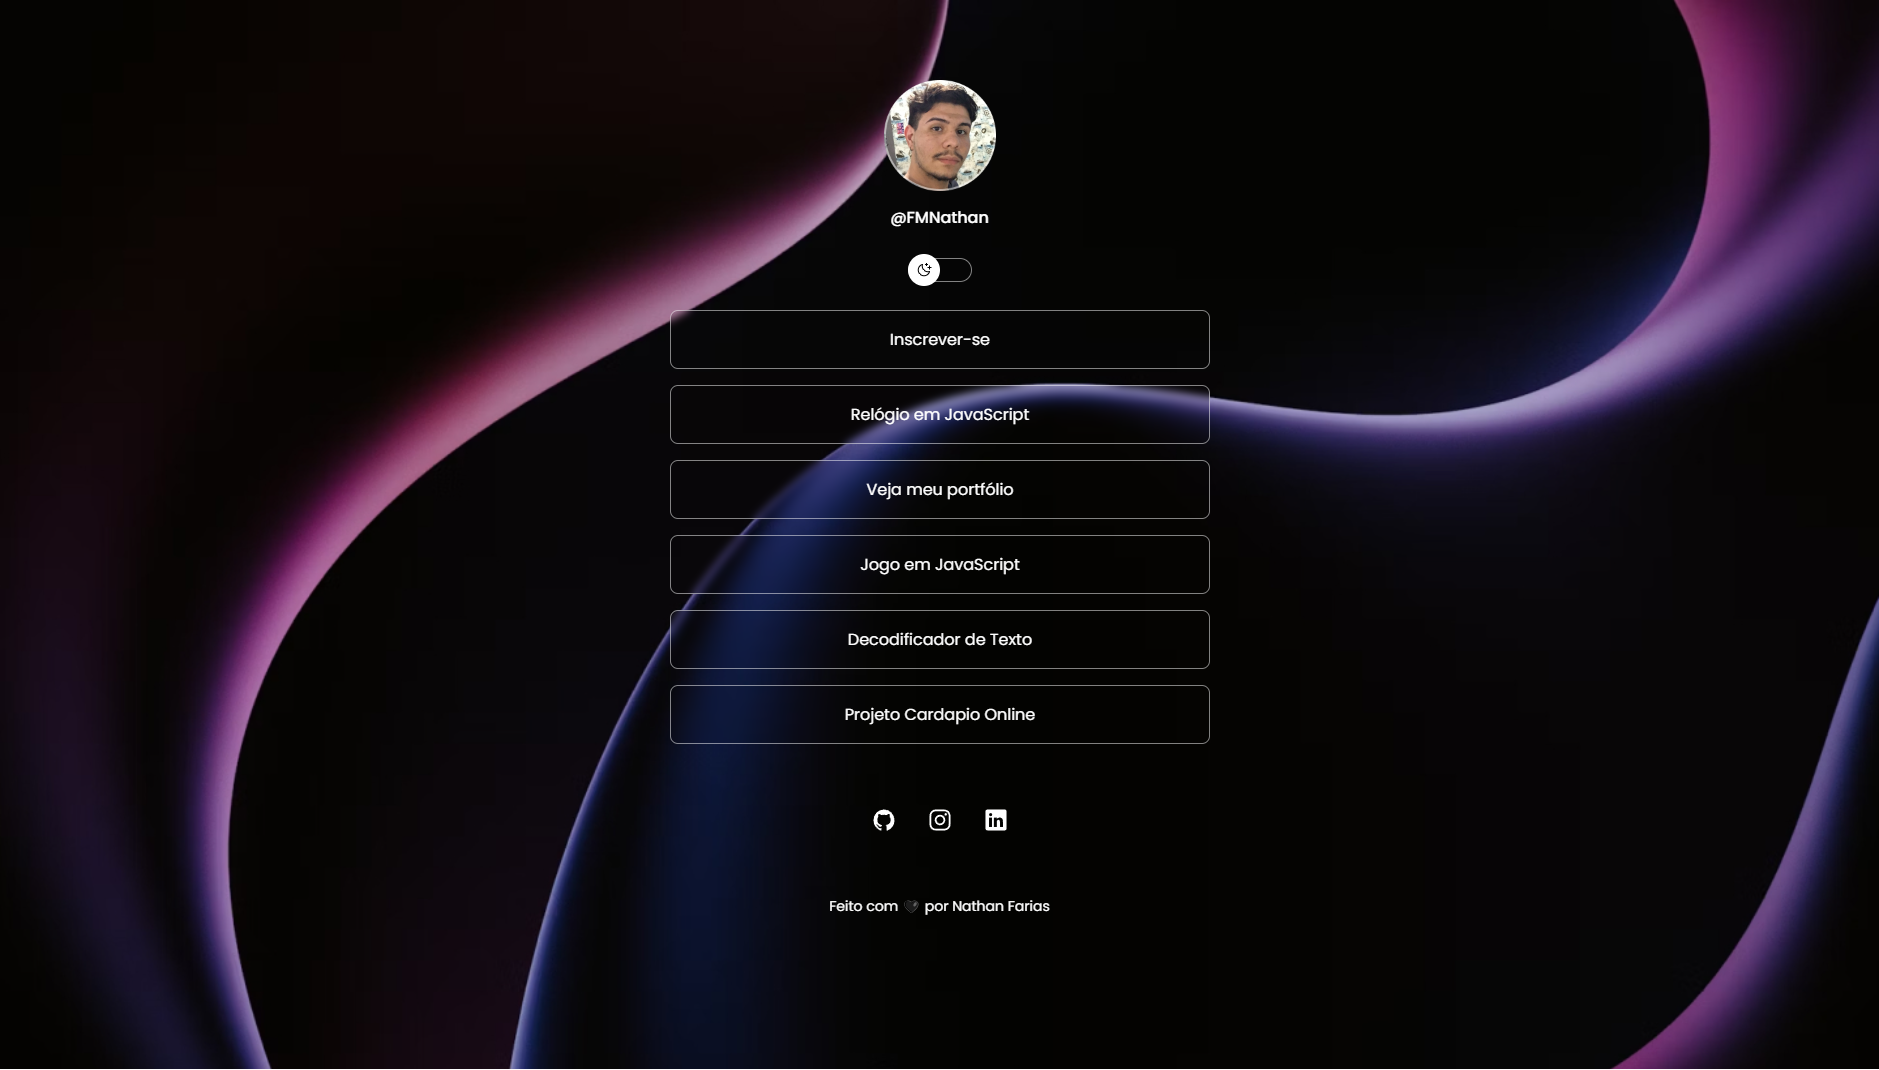 @FMNathan
Inscrever-se
Relógio em JavaScript
Veja meu portfólio
Jogo em JavaScript
Decodificador de Texto
Projeto Cardapio Online
Feito com 🖤 por Nathan Farias